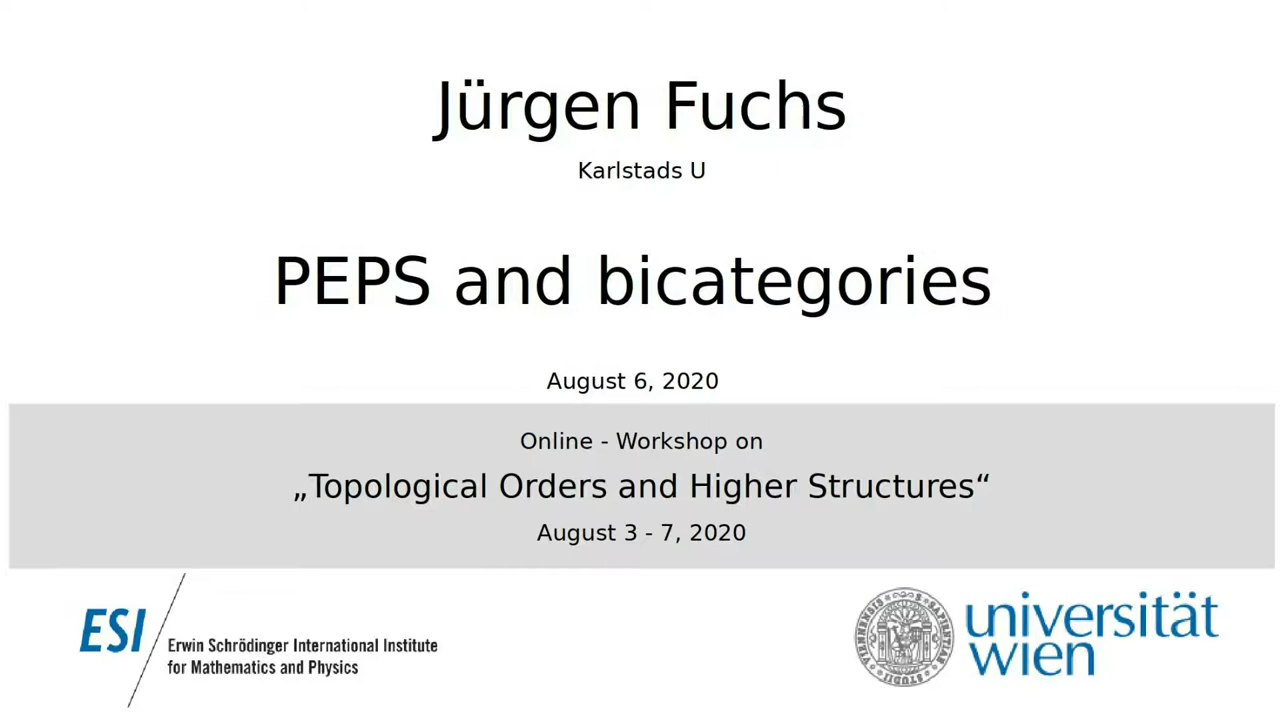 Jürgen Fuchs
Karlstads U
PEPS and bicategories
August 6, 2020
Online - Workshop on
„Topological Orders and Higher Structures“
August 3 - 7, 2020
ESI
Erwin Schrödinger International Institute
for Mathematics and Physics
universität
wien